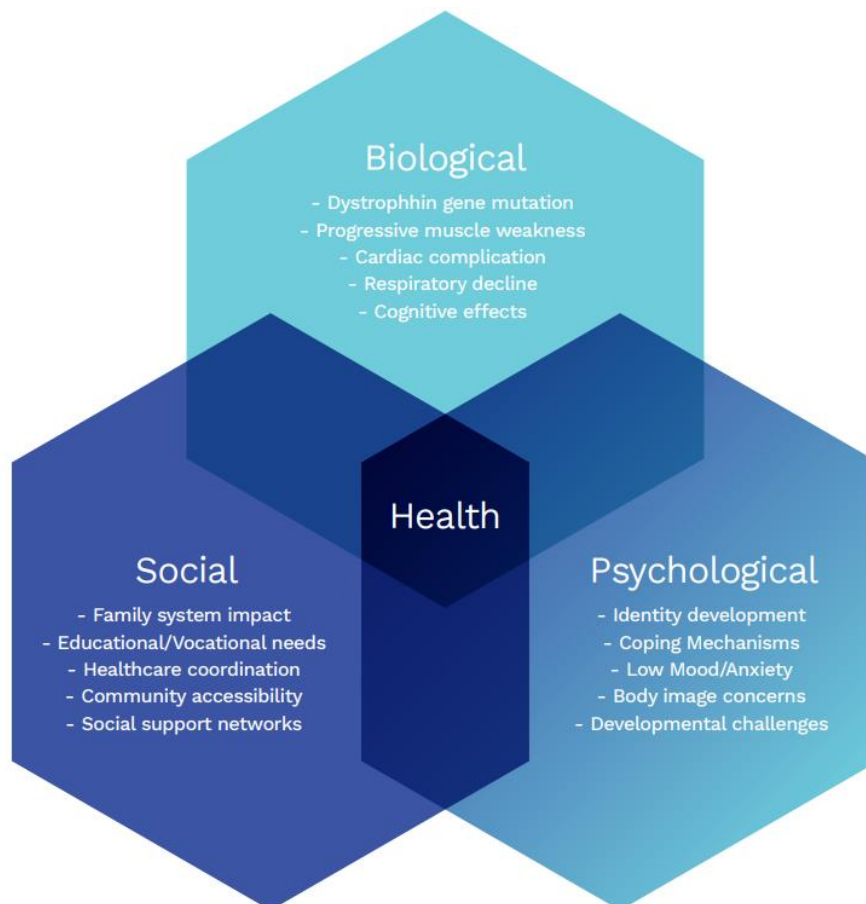 Biological
- Dystrophhin gene mutation
- Progressive muscle weakness
- Cardiac complication
- Respiratory decline
- Cognitive effects
Health
Social
- Family system impact
- Educational/Vocational needs
- Healthcare coordination
- Community accessibility
- Social support networks
Psychological
- Identity development
- Coping Mechanisms
- Low Mood/Anxiety
- Body image concerns
- Developmental challenges